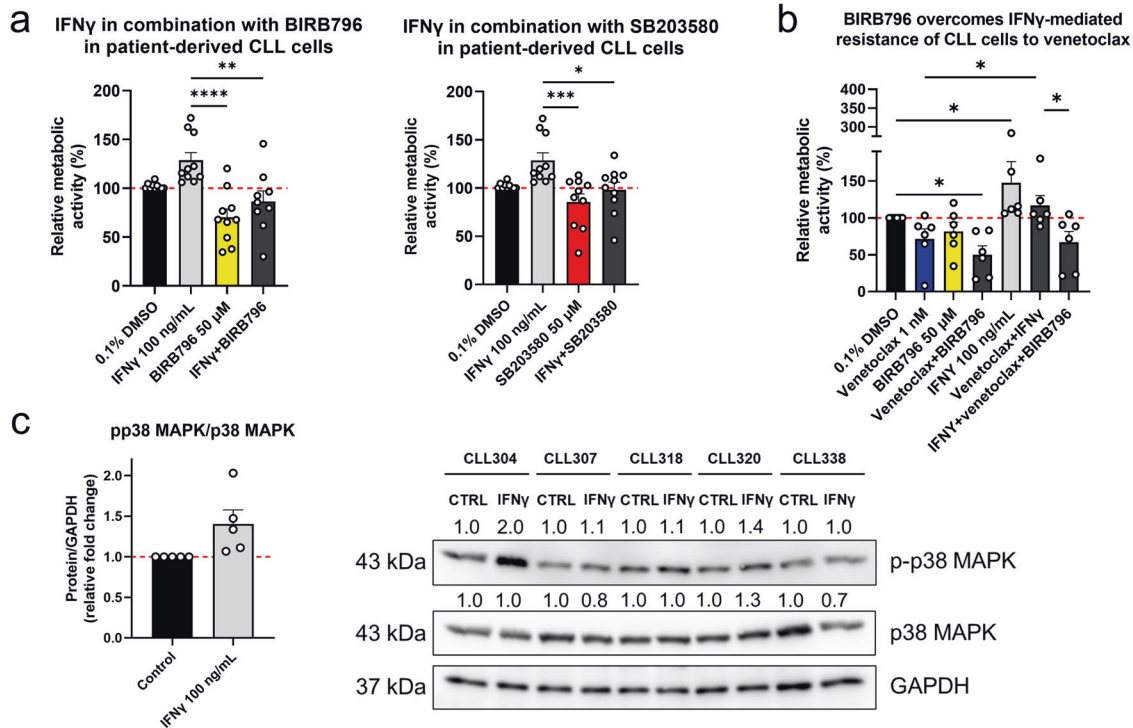 a
IFNγ in combination with BIRB796
in patient-derived CLL cells
Relative metabolic
activity (%)
200
150
100
50
0
**
****
0.1% DMSO
IFNγ 100 ng/mL
BIRB796 50 µM
IFNγ+BIRB796
IFNγ in combination with SB203580
in patient-derived CLL cells
Relative metabolic
activity (%)
200
150
100
50
0
*
***
0.1% DMSO
IFNγ 100 ng/mL
SB203580 50 µM
IFNγ+SB203580
b
BIRB796 overcomes IFNγ-mediated
resistance of CLL cells to venetoclax
Relative metabolic
activity (%)
400
350
300
150
100
50
0
*
*
*
*
0.1% DMSO
Venetoclax 1 nM
BIRB796 50 µM
Venetoclax+BIRB796
IFNγ 100 ng/mL
Venetoclax+IFNγ
IFNγ+venetoclax+BIRB796
c
pp38 MAPK/p38 MAPK
Protein/GAPDH
(relative fold change)
2.5
2.0
1.5
1.0
0.5
0.0
Control
IFNγ 100 ng/mL
CLL304 CLL307 CLL318 CLL320 CLL338
CTRL IFNγ CTRL IFNγ CTRL IFNγ CTRL IFNγ CTRL IFNγ
1.0 2.0 1.0 1.1 1.0 1.1 1.0 1.4 1.0 1.0
43 kDa p-p38 MAPK
1.0 1.0 1.0 0.8 1.0 1.0 1.0 1.3 1.0 0.7
43 kDa p38 MAPK
37 kDa GAPDH